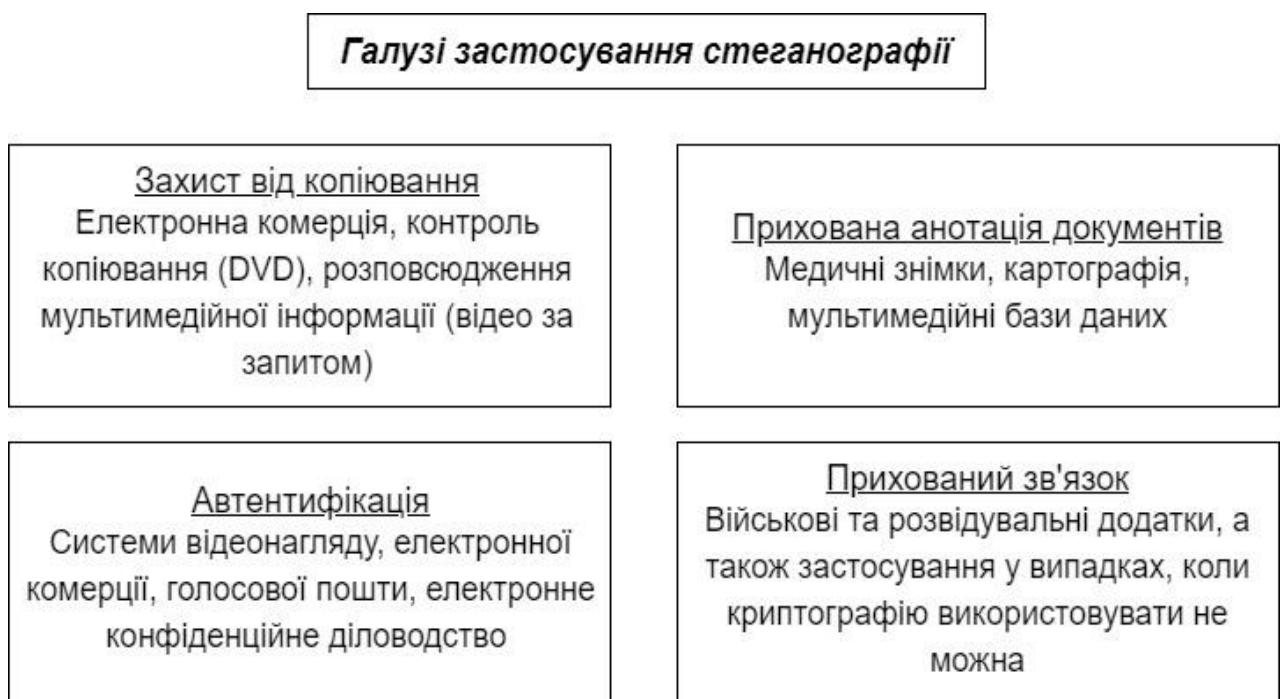 Галузі застосування стеганографії
Захист від копіювання
Електронна комерція, контроль
копіювання (DVD), розповсюдження
мультимедійної інформації (відео за
запитом)
Прихована анотація документів
Медичні знімки, картографія,
мультимедійні бази даних
Автентифікація
Системи відеонагляду, електронної
комерції, голосової пошти, електронне
конфіденційне діловодство
Прихований зв'язок
Військові та розвідувальні додатки, а
також застосування у випадках, коли
криптографію використовувати не
можна